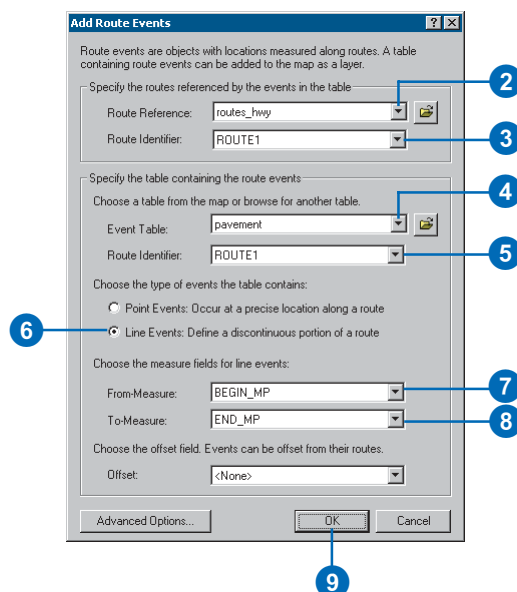 Add Route Events
Route events are objects with locations measured along routes. A table
containing route events can be added to the map as a layer.
Specify the routes referenced by the events in the table
2
Route Reference: routes_hwy
3
Route Identifier: ROUTE1
Specify the table containing the route events
4
Choose a table from the map or browse for another table.
Event Table: pavement
5
Route Identifier: ROUTE1
Choose the type of events the table contains:
Point Events: Occur at a precise location along a route
6
Line Events: Define a discontinuous portion of a route
Choose the measure fields for line events:
7
From-Measure: BEGIN_MP
8
To-Measure: END_MP
Choose the offset field. Events can be offset from their routes.
Offset: <None>
Advanced Options... OK Cancel
9